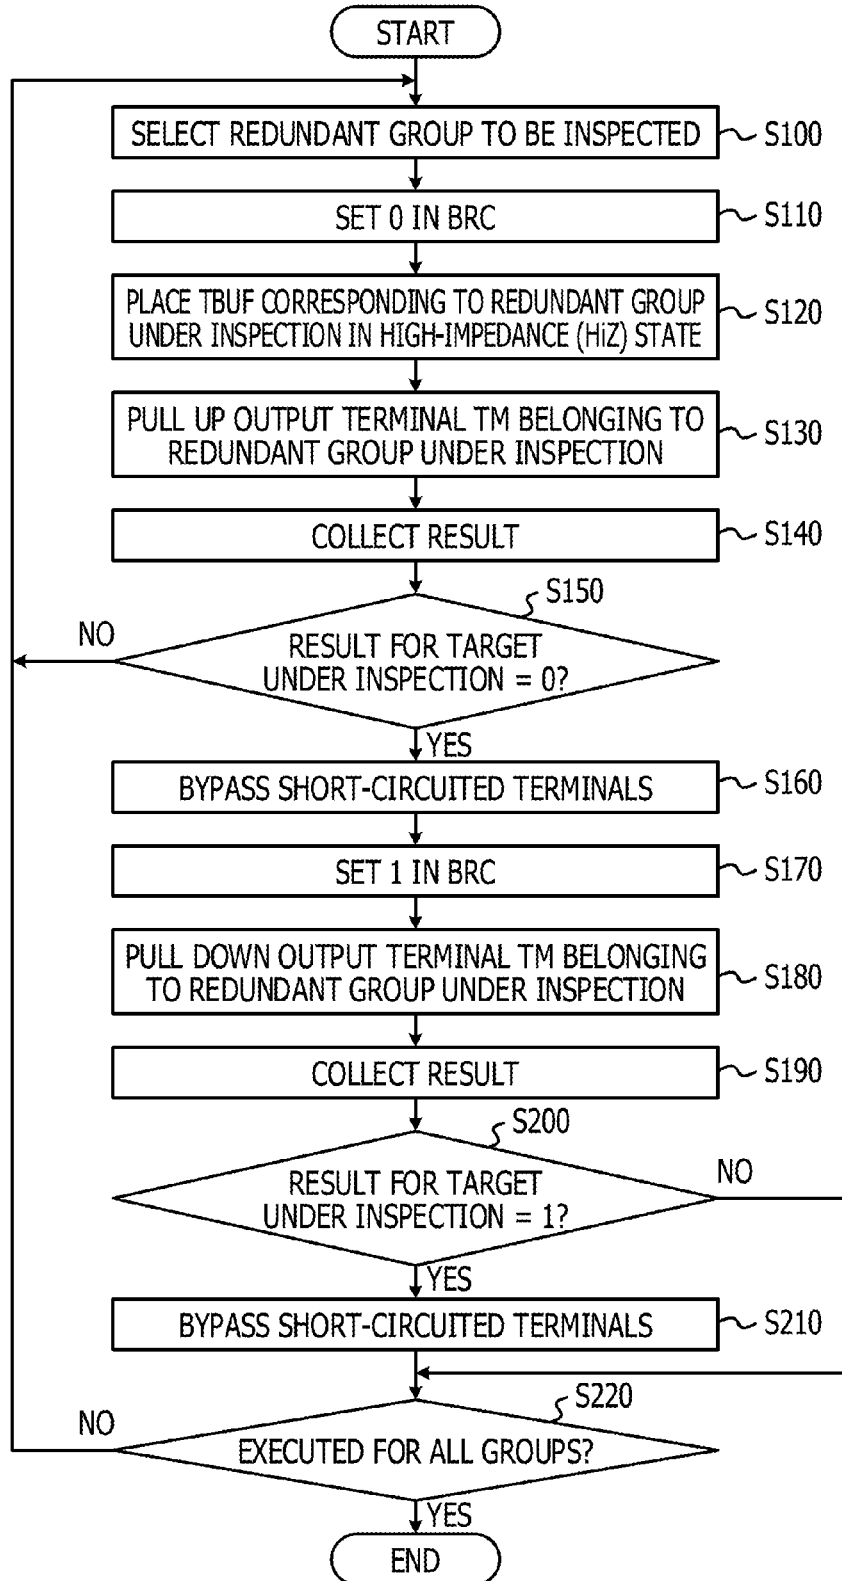 START
SELECT REDUNDANT GROUP TO BE INSPECTED
S100
SET 0 IN BRC
S110
PLACE TBUF CORRESPONDING TO REDUNDANT GROUP
UNDER INSPECTION IN HIGH-IMPEDANCE (HiZ) STATE
S120
PULL UP OUTPUT TERMINAL TM BELONGING TO
REDUNDANT GROUP UNDER INSPECTION
S130
COLLECT RESULT
S140
S150
NO
RESULT FOR TARGET
UNDER INSPECTION = 0?
YES
BYPASS SHORT-CIRCUITED TERMINALS
S160
SET 1 IN BRC
S170
PULL DOWN OUTPUT TERMINAL TM BELONGING
TO REDUNDANT GROUP UNDER INSPECTION
S180
COLLECT RESULT
S190
S200
NO
RESULT FOR TARGET
UNDER INSPECTION = 1?
YES
BYPASS SHORT-CIRCUITED TERMINALS
S210
S220
NO
EXECUTED FOR ALL GROUPS?
YES
END